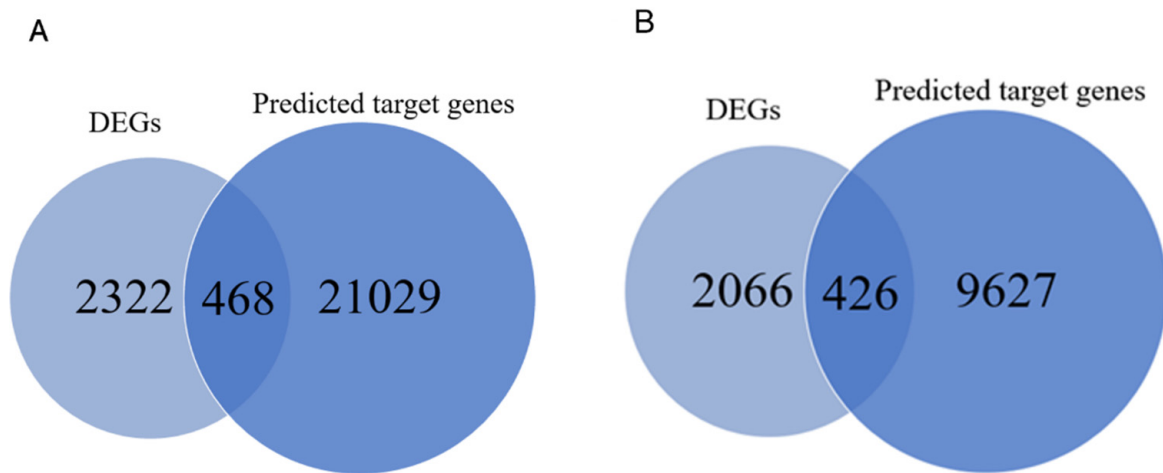 A
DEGs
Predicted target genes
2322
468
21029
B
DEGs
Predicted target genes
2066
426
9627